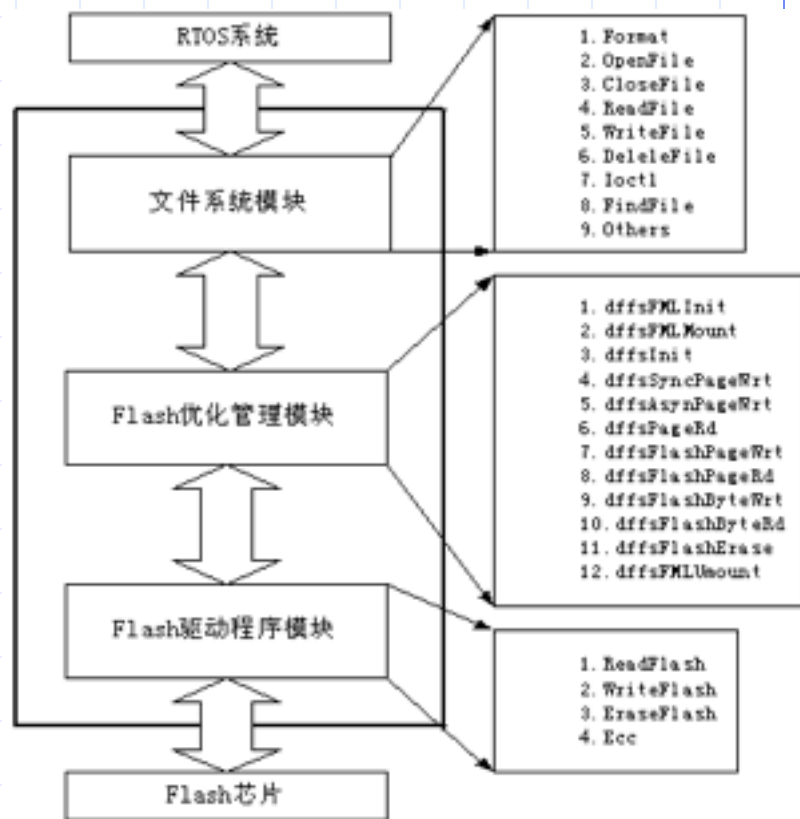 RTOS系统
文件系统模块
Flash优化管理模块
Flash驱动程序模块
Flash芯片
1. Format
2. OpenFile
3. CloseFile
4. ReadFile
5. WriteFile
6. DeleleFile
7. Ioctl
8. FindFile
9. Others
1. dffsFMLInit
2. dffsFMLMount
3. dffsInit
4. dffsSyncPageWrt
5. dffsAsynPageWrt
6. dffsPageRd
7. dffsFlashPageWrt
8. dffsFlashPageRd
9. dffsFlashByteWrt
10. dffsFlashByteRd
11. dffsFlashErase
12. dffsFMLUmount
1. ReadFlash
2. WriteFlash
3. EraseFlash
4. Ecc